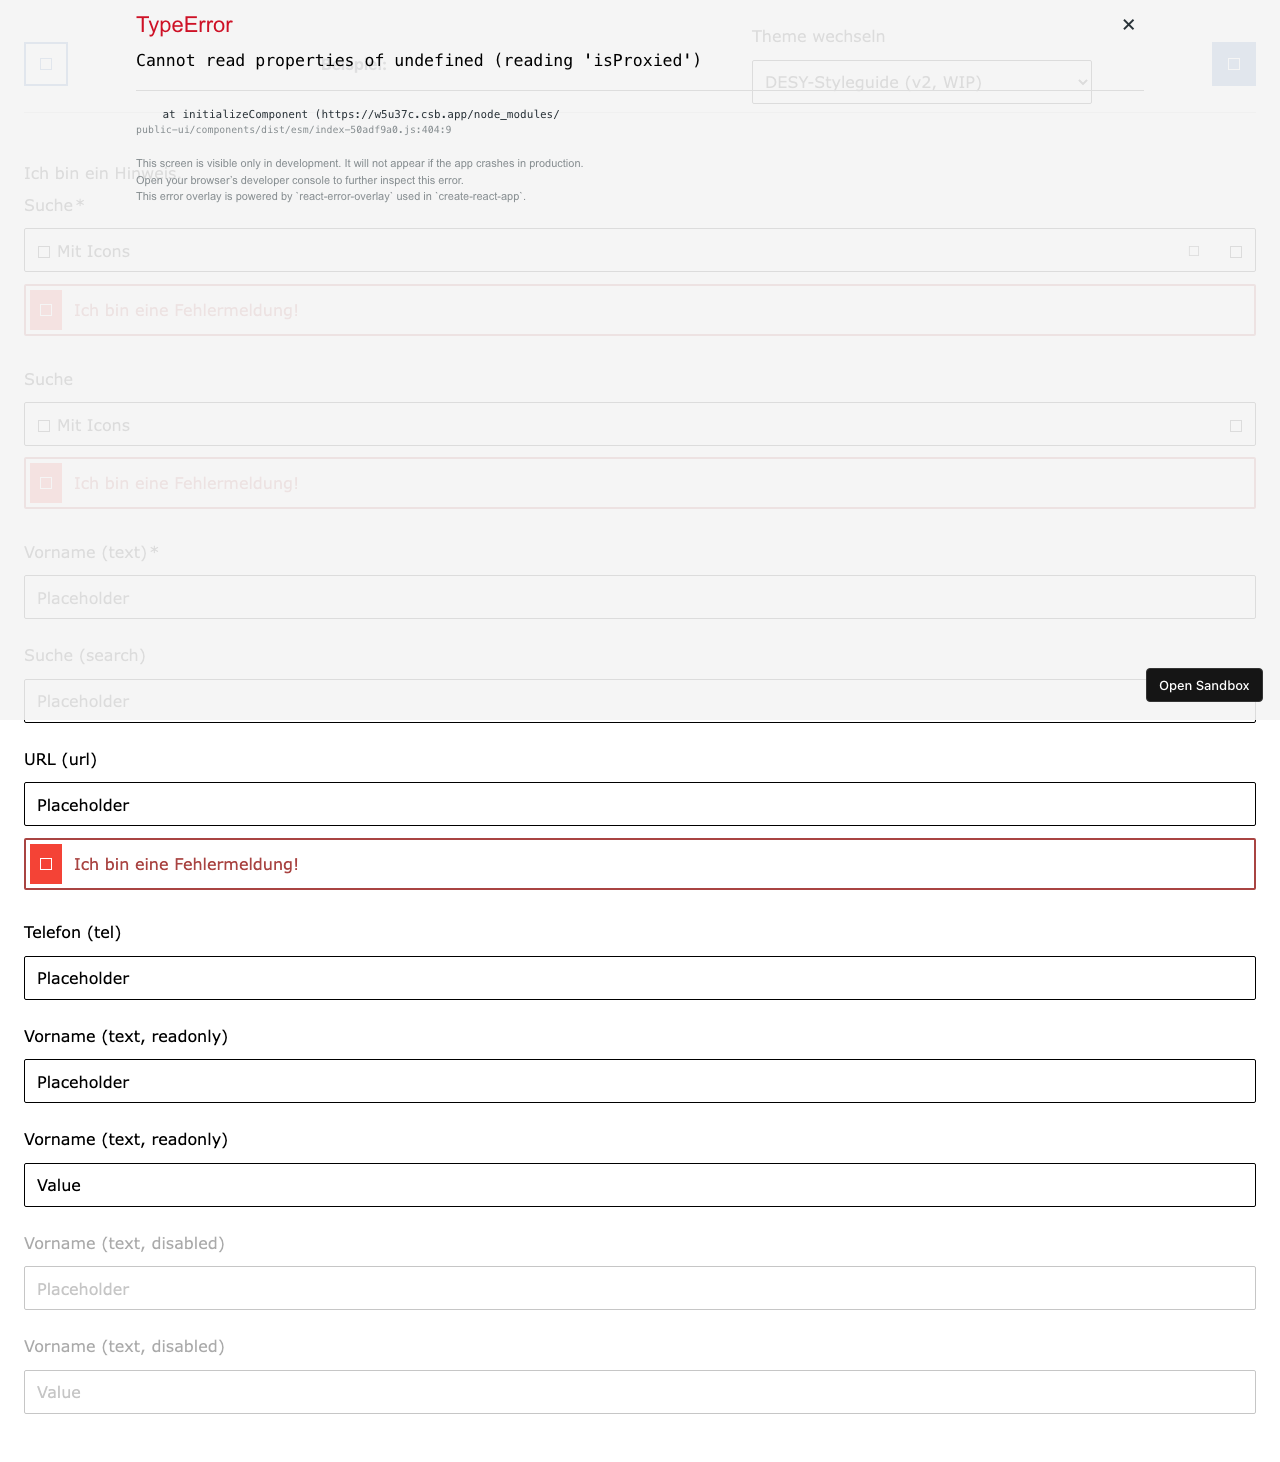 TypeError
✕
Theme wechseln
Cannot read properties of undefined (reading 'isProxied')
DESY-Styleguide (v2, WIP)
at initializeComponent (https://w5u37c.csb.app/node_modules/
public-ui/components/dist/esm/index-50adf9a0.js:404:9
This screen is visible only in development. It will not appear if the app crashes in production.
Ich bin ein Hinweis
Open your browser's developer console to further inspect this error.
This error overlay is powered by `react-error-overlay` used in `create-react-app`.
Suche*
Mit Icons
Ich bin eine Fehlermeldung!
Suche
Mit Icons
Ich bin eine Fehlermeldung!
Vorname (text)*
Placeholder
Suche (search)
Placeholder
Open Sandbox
URL (url)
Placeholder
Ich bin eine Fehlermeldung!
Telefon (tel)
Placeholder
Vorname (text, readonly)
Placeholder
Vorname (text, readonly)
Value
Vorname (text, disabled)
Placeholder
Vorname (text, disabled)
Value